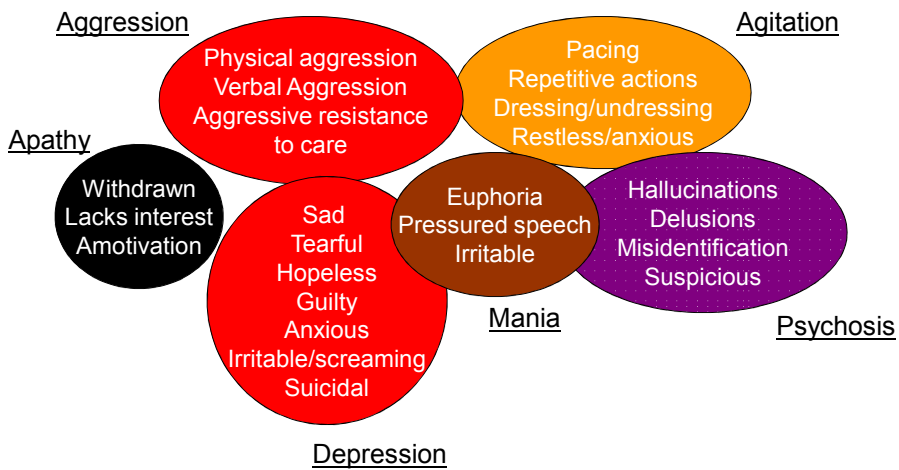 Aggression
Physical aggression
Verbal Aggression
Aggressive resistance
to care
Agitation
Pacing
Repetitive actions
Dressing/undressing
Restless/anxious
Apathy
Withdrawn
Lacks interest
Amotivation
Sad
Tearful
Hopeless
Guilty
Anxious
Irritable/screaming
Suicidal
Depression
Euphoria
Pressured speech
Irritable
Mania
Hallucinations
Delusions
Misidentification
Suspicious
Psychosis